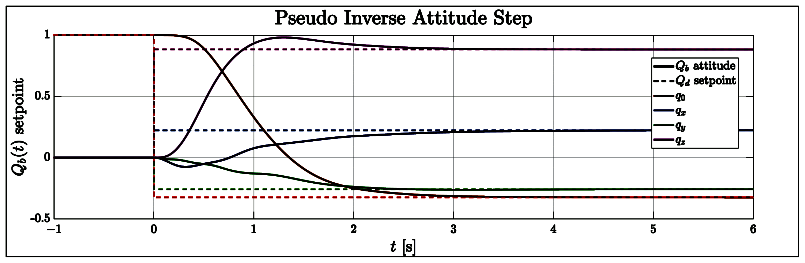 Pseudo Inverse Attitude Step
1
0.5
0
-0.5
Q_b(t) setpoint
Q_b attitude
Q_d setpoint
q_0
q_x
q_y
q_z
-1 0 1 2 3 4 5 6
t [s]